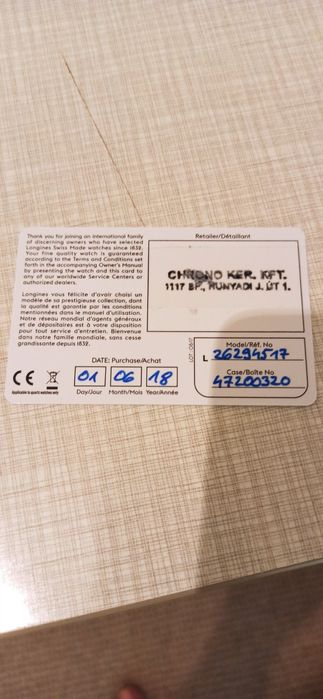 Thank you for joining an international family
of discerning owners who have selected
Longines Swiss Made watches since 1832.
Your fine quality watch is guaranteed
according to the Terms and Conditions set
forth in the accompanying Owner's Manual
by presenting the watch and this card to
any of our worldwide Service Centers or
authorized dealers.
Longines vous félicite d'avoir choisi un
modèle de sa prestigieuse collection, dont
la qualité est garantie par les conditions
mentionnées dans le manuel d'utilisation.
Notre réseau mondial d'agents généraux
et de dépositaires est à votre disposition
pour tout service d'entretien. Bienvenue
dans notre famille mondiale, sans cesse
grandissante depuis 1832.
Retailer/Détaillant
CHRONO KER. KFT.
1117 BP., HUNYADI J. ÚT 1.
DATE: Purchase/Achat
01 06 18
Day/Jour Month/Mois Year/Année
CE
Applicable to quartz watches only
Model/Réf. No
L 26294517
Case/Boîte No
47200320